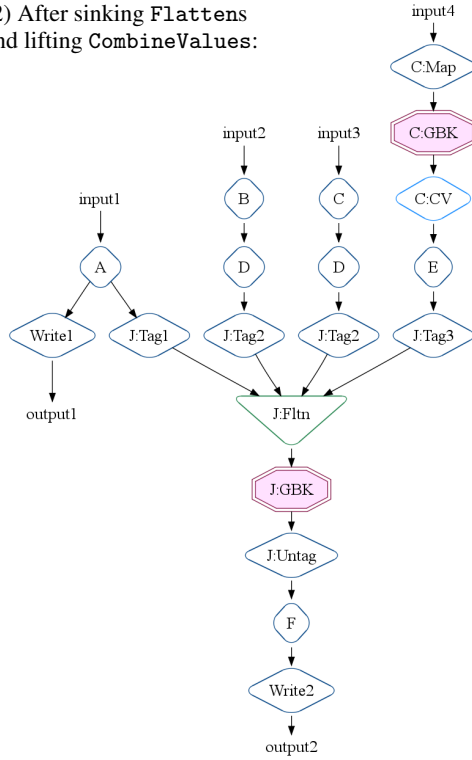 2) After sinking Flattens
nd lifting CombineValues:
input4
C:Map
input2
input3
C:GBK
input1
B
C
C:CV
A
D
D
E
Write1
J:Tag1
J:Tag2
J:Tag2
J:Tag3
output1
J:Fltn
J:GBK
J:Untag
F
Write2
output2